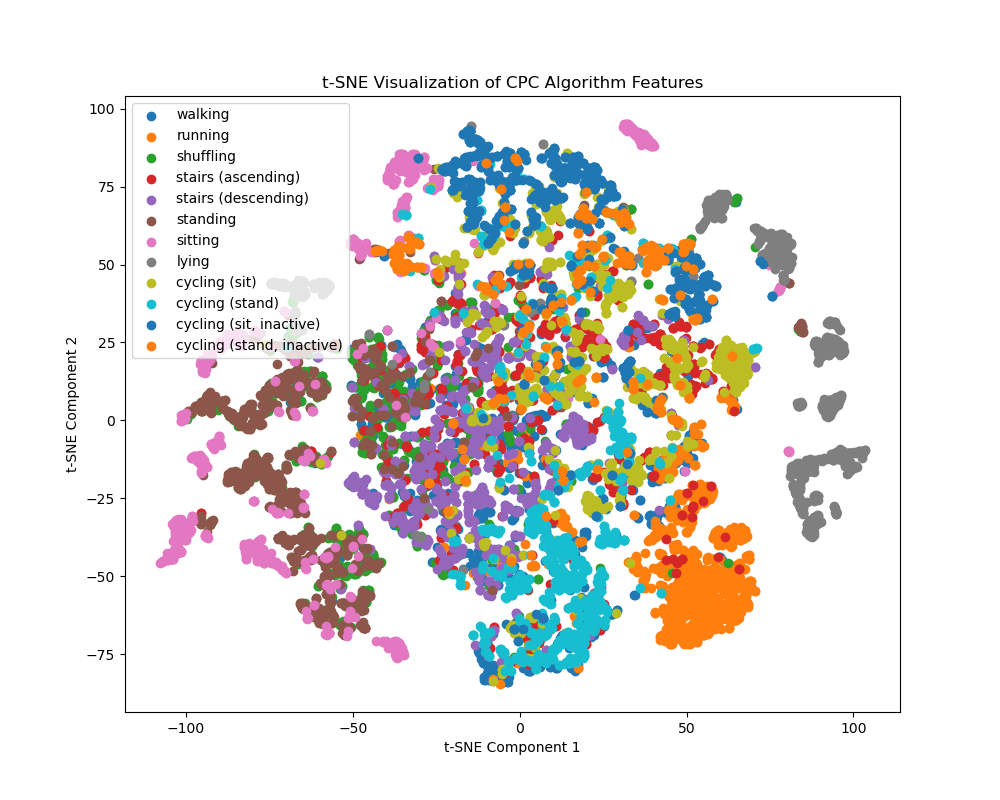 t-SNE Visualization of CPC Algorithm Features
walking
running
shuffling
stairs (ascending)
stairs (descending)
standing
sitting
lying
cycling (sit)
cycling (stand)
cycling (sit, inactive)
cycling (stand, inactive)
100
75
50
25
0
−25
−50
−75
t-SNE Component 2
−100
−50
0
50
100
t-SNE Component 1